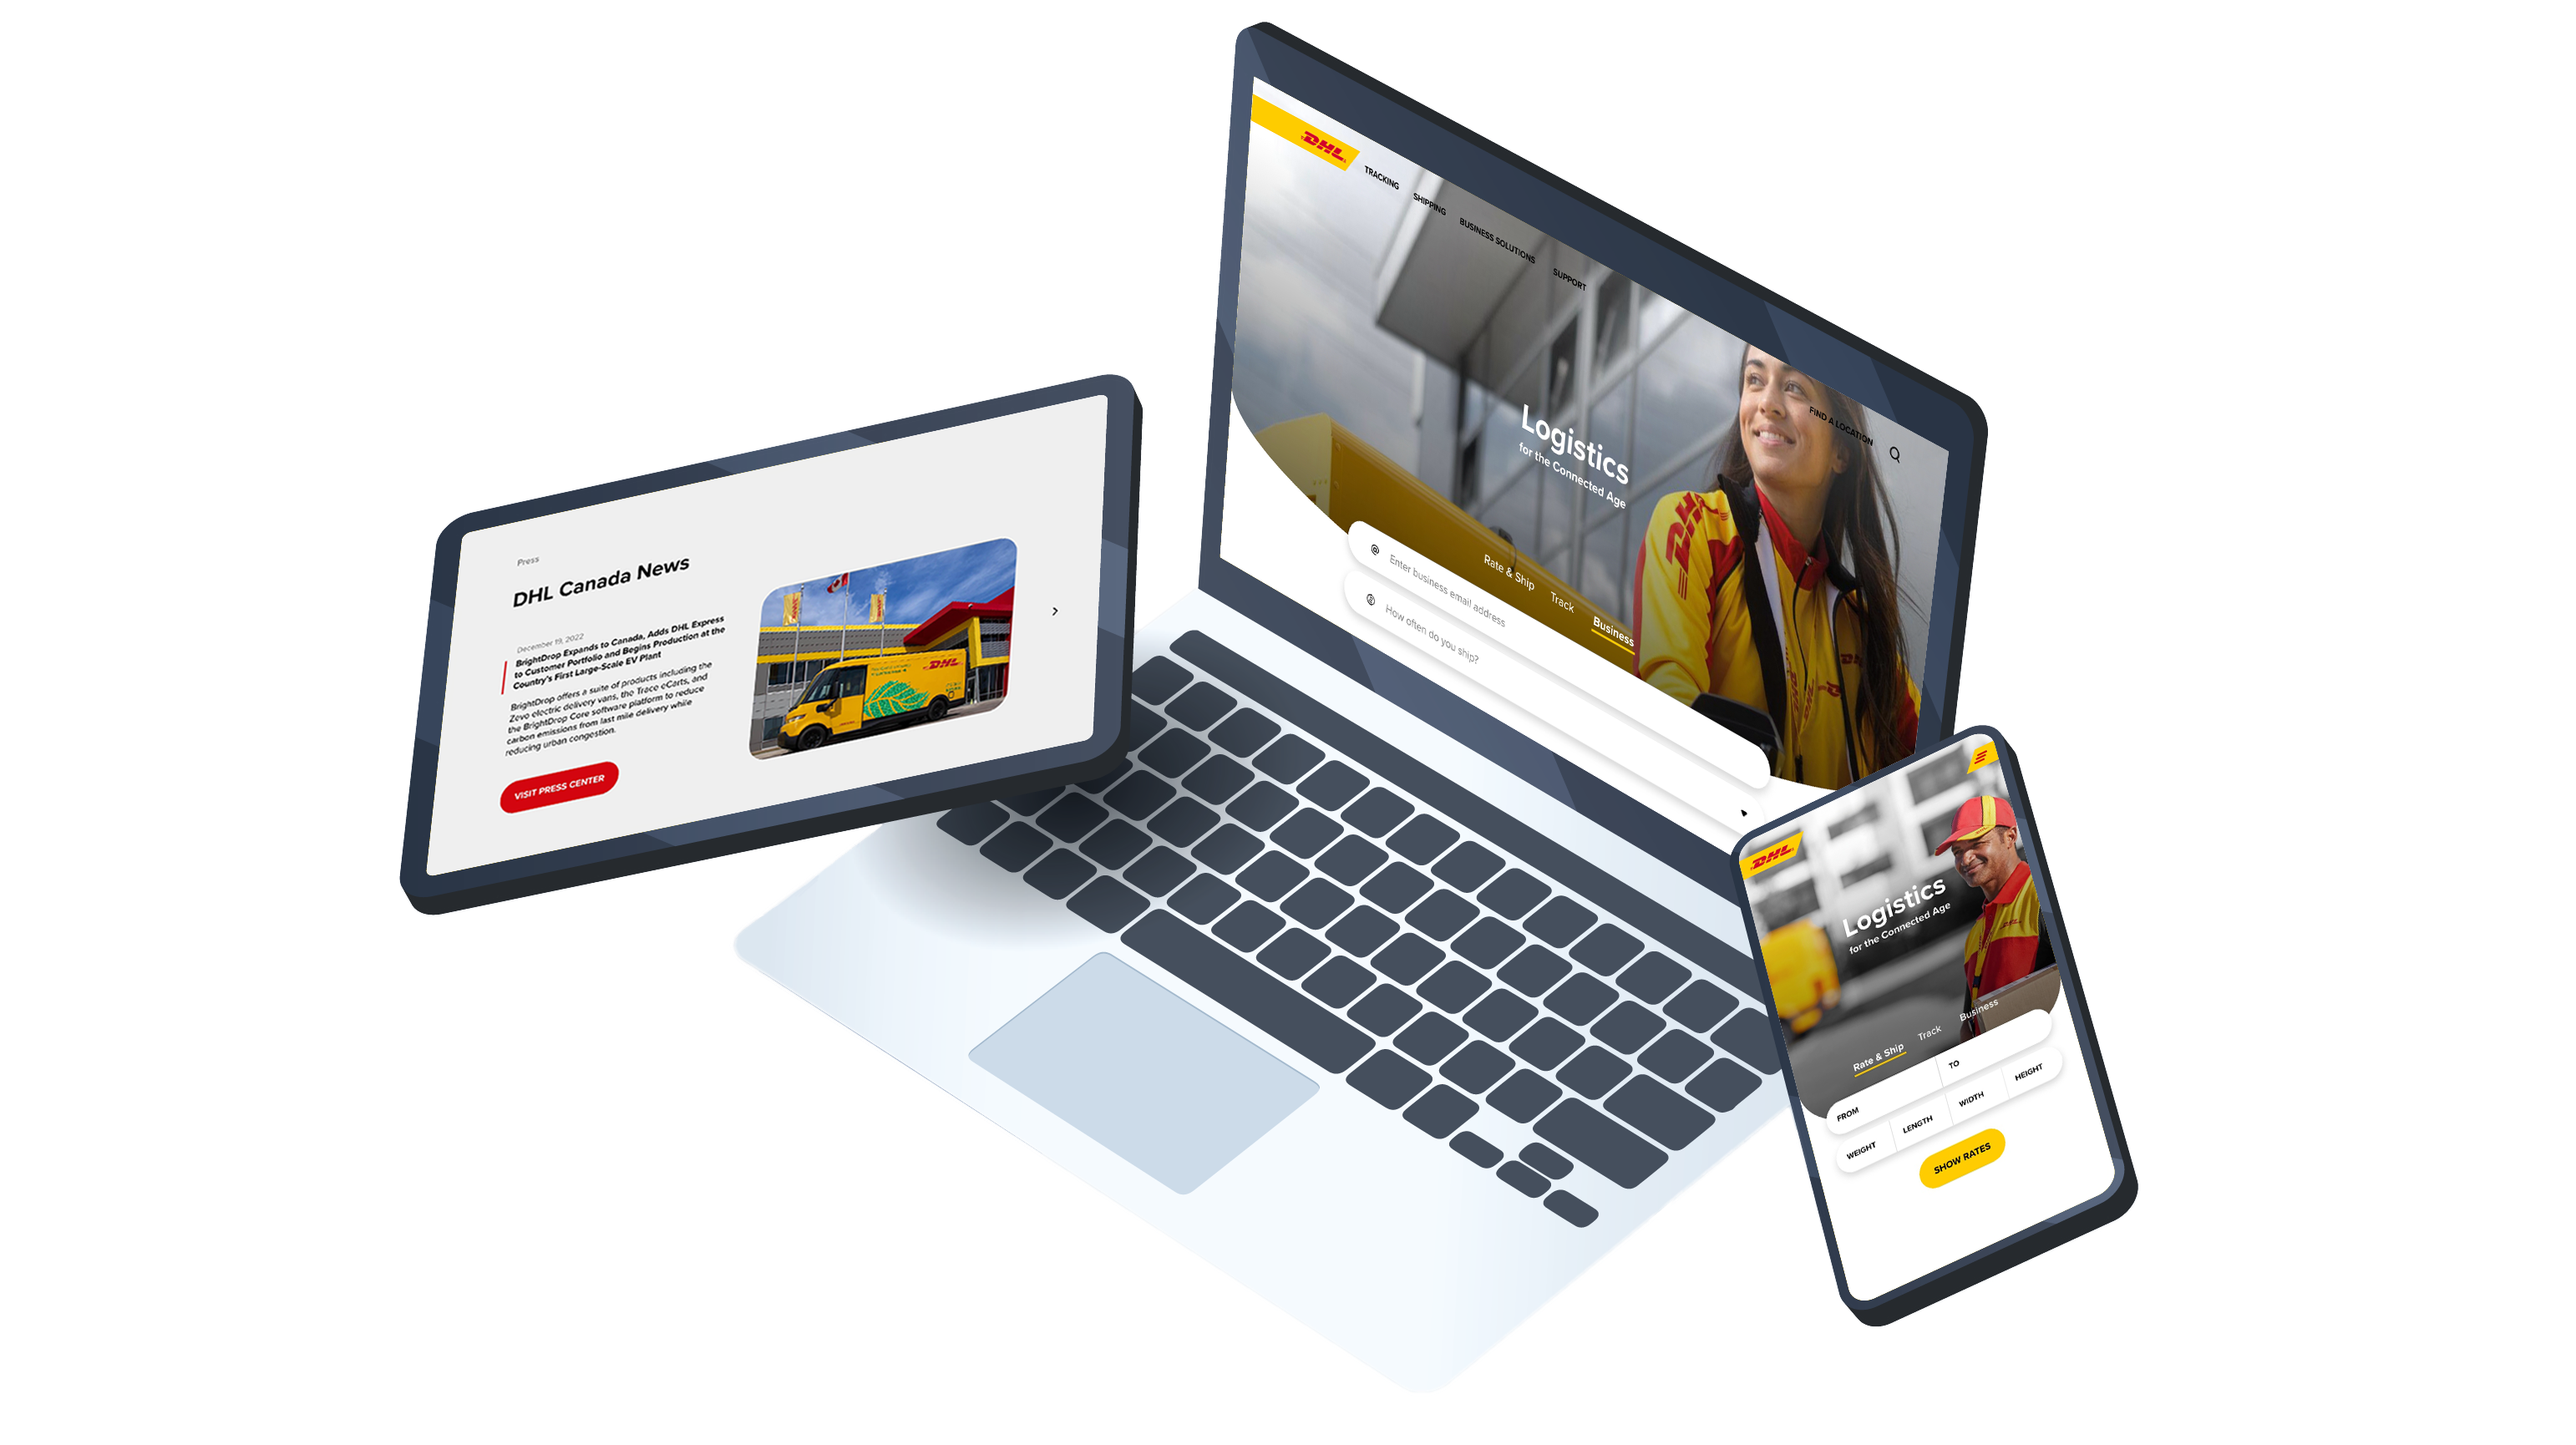 Press
DHL Canada News
December 19, 2022
BrightDrop Expands to Canada, Adds DHL Express
to Customer Portfolio and Begins Production at the
Country's First Large-Scale EV Plant
BrightDrop offers a suite of products including the
Zevo electric delivery vans, the Trace eCarts, and
the BrightDrop Core software platform to reduce
carbon emissions from last mile delivery while
reducing urban congestion.
VISIT PRESS CENTER
DHL
DHL
TRACKING
SHIPPING
BUSINESS SOLUTIONS
SUPPORT
FIND A LOCATION
Logistics
for the Connected Age
Rate & Ship
Track
Business
Enter business email address
How often do you ship?
DHL
DHL
DHL
DHL
Logistics
for the Connected Age
Rate & Ship
Track
Business
FROM
TO
WEIGHT
LENGTH
WIDTH
HEIGHT
SHOW RATES